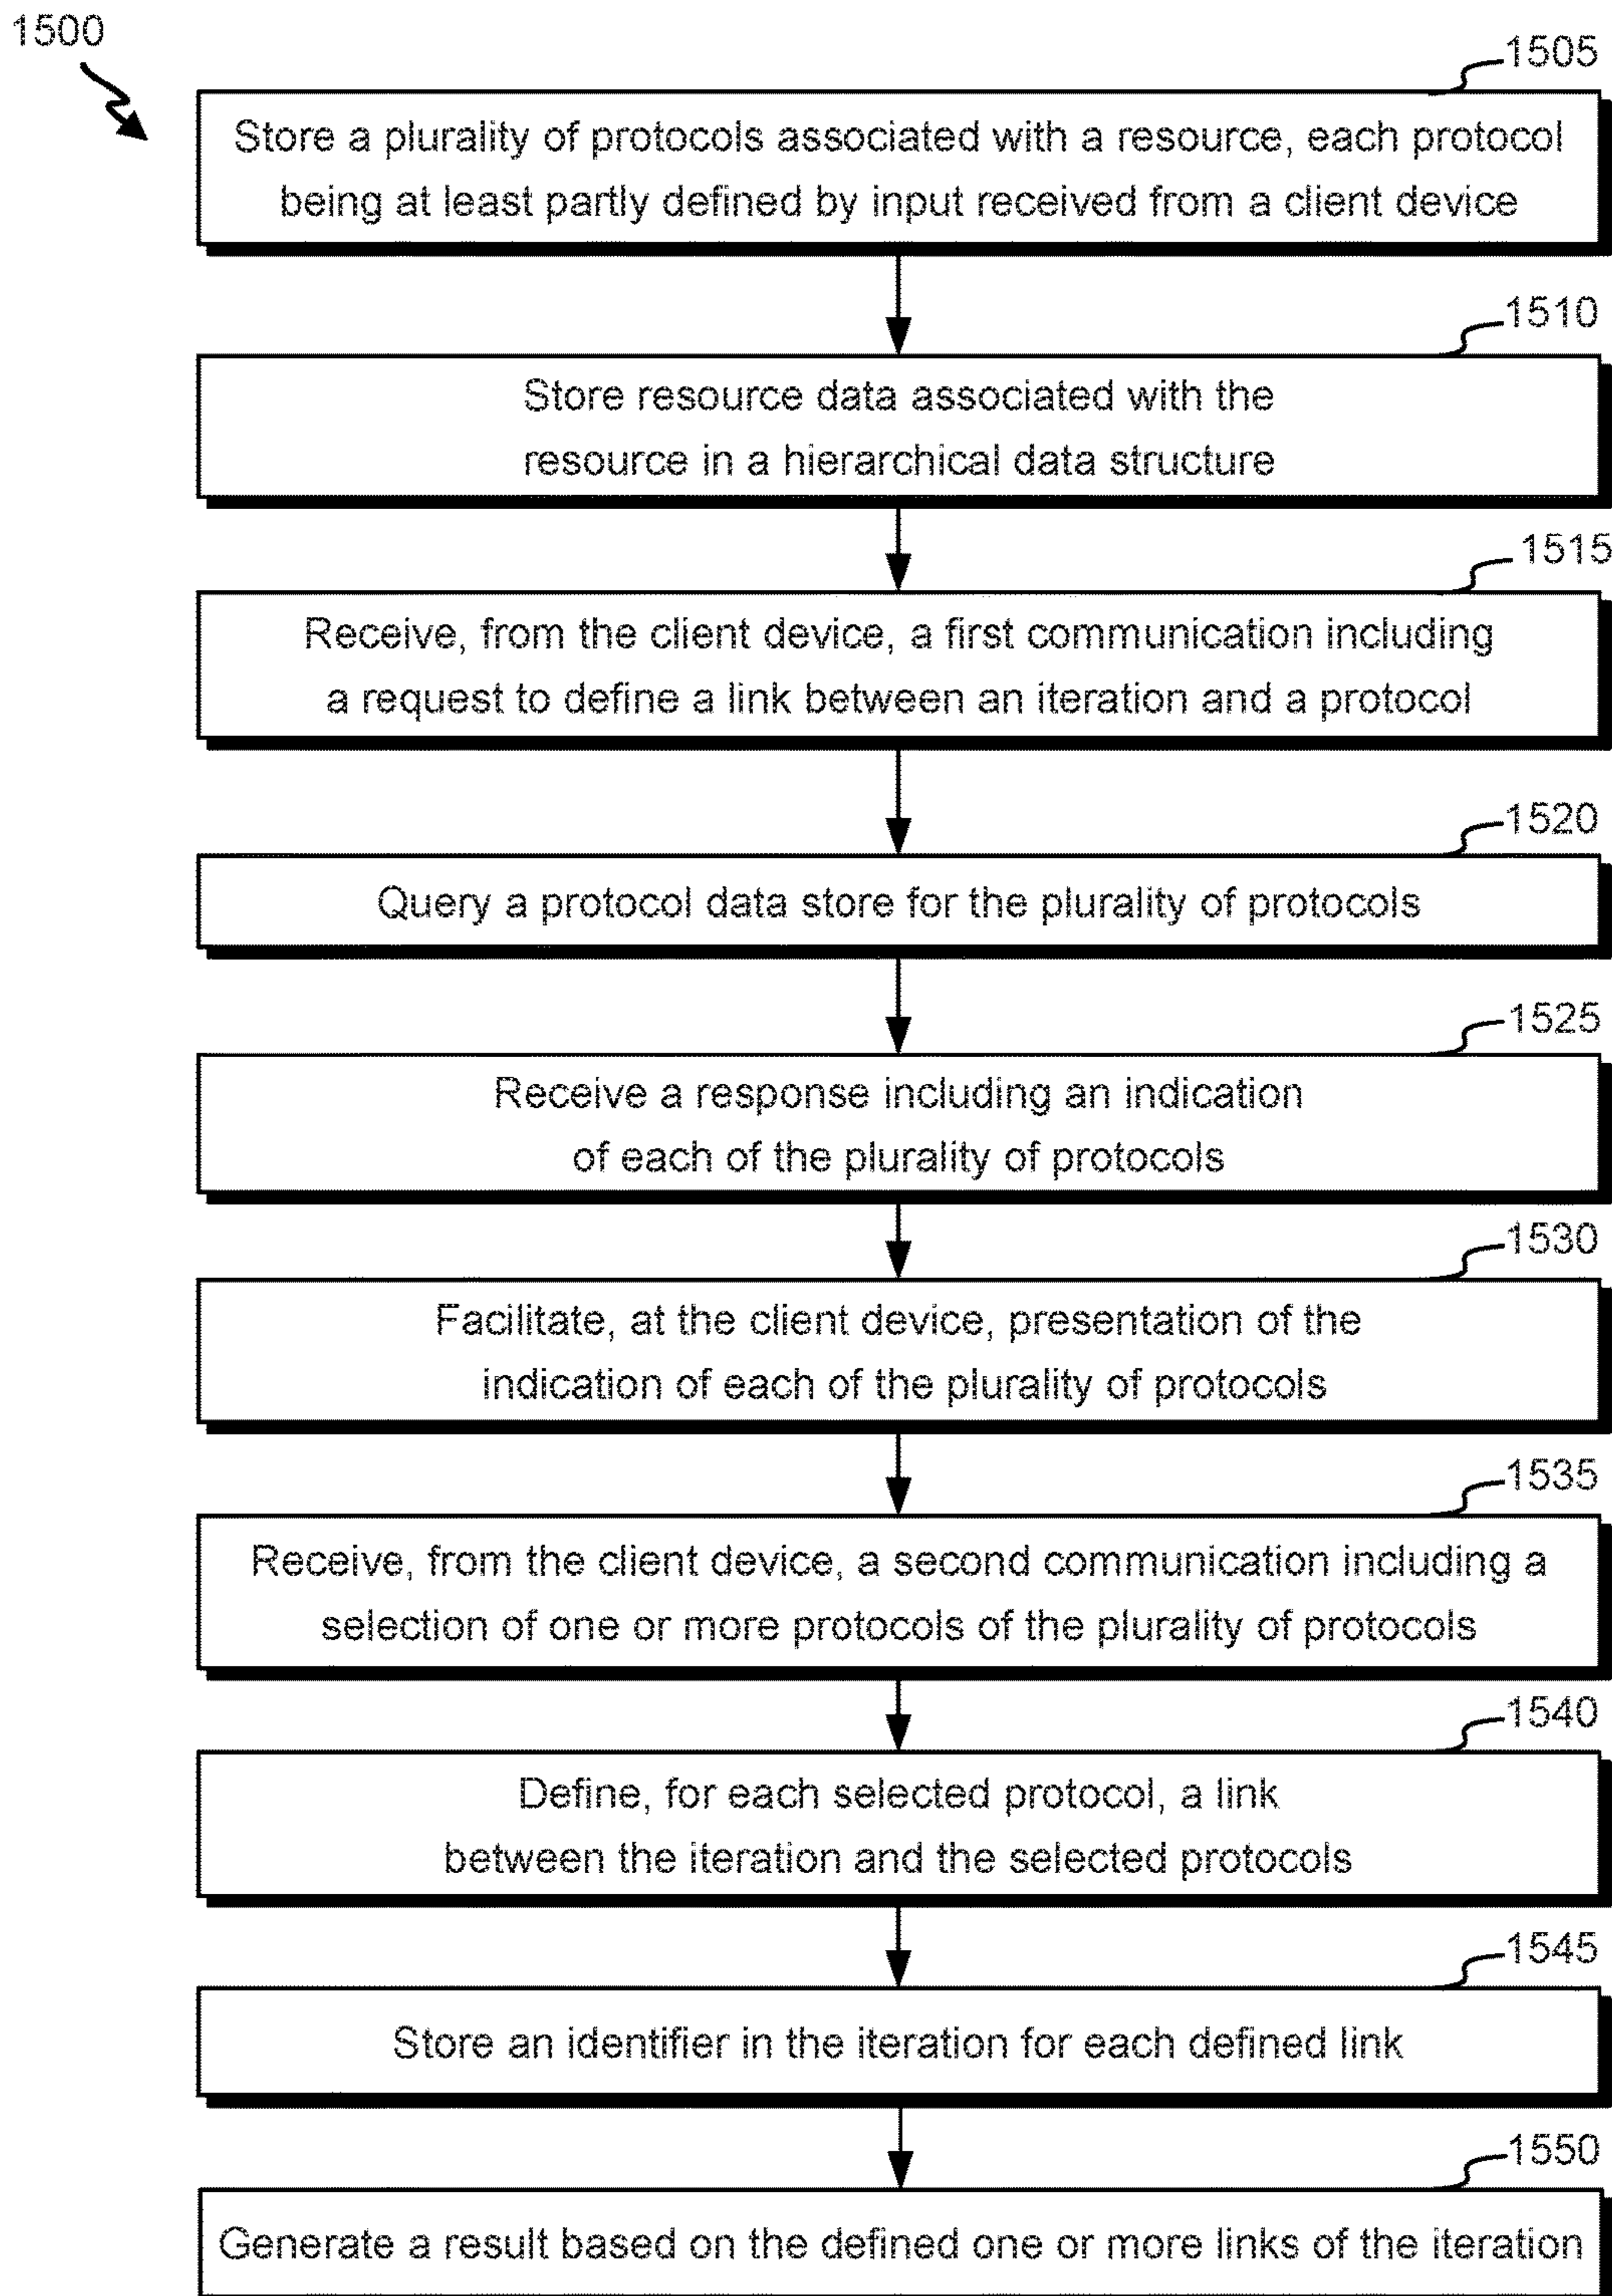 1500
1505
Store a plurality of protocols associated with a resource, each protocol
being at least partly defined by input received from a client device
1510
Store resource data associated with the
resource in a hierarchical data structure
1515
Receive, from the client device, a first communication including
a request to define a link between an iteration and a protocol
1520
Query a protocol data store for the plurality of protocols
1525
Receive a response including an indication
of each of the plurality of protocols
1530
Facilitate, at the client device, presentation of the
indication of each of the plurality of protocols
1535
Receive, from the client device, a second communication including a
selection of one or more protocols of the plurality of protocols
1540
Define, for each selected protocol, a link
between the iteration and the selected protocols
1545
Store an identifier in the iteration for each defined link
1550
Generate a result based on the defined one or more links of the iteration